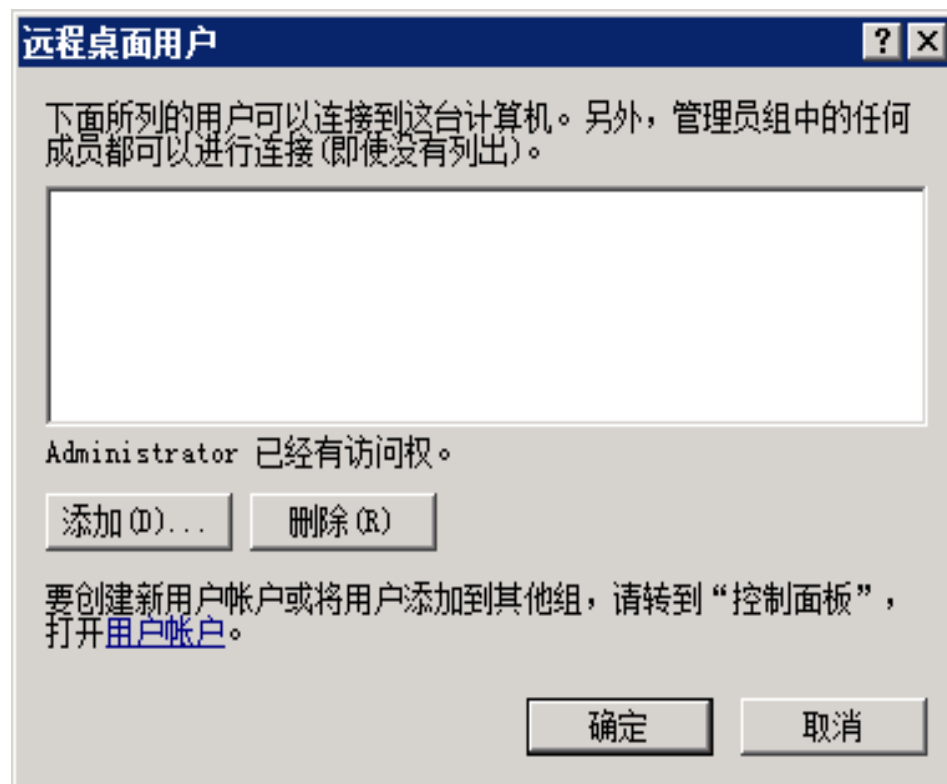 远程桌面用户
下面所列的用户可以连接到这台计算机。另外，管理员组中的任何
成员都可以进行连接(即使没有列出)。
Administrator 已经有访问权。
添加(D)... 删除(R)
要创建新用户帐户或将用户添加到其他组，请转到“控制面板”，
打开用户帐户。
确定 取消